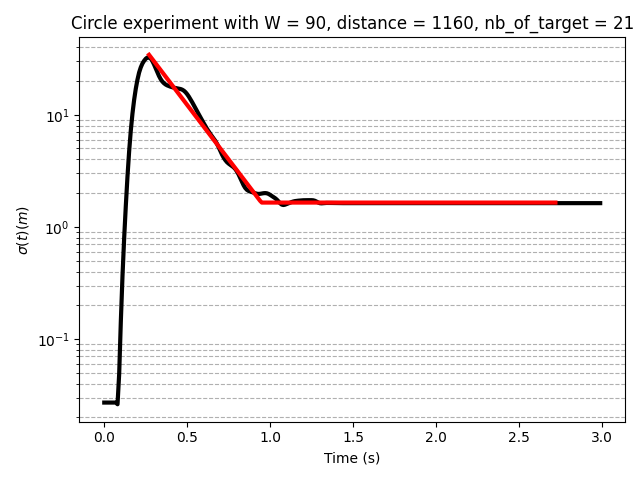 Circle experiment with W = 90, distance = 1160, nb_of_target = 21
10¹
10⁰
10⁻¹
σ(t)(m)
0.0 0.5 1.0 1.5 2.0 2.5 3.0
Time (s)